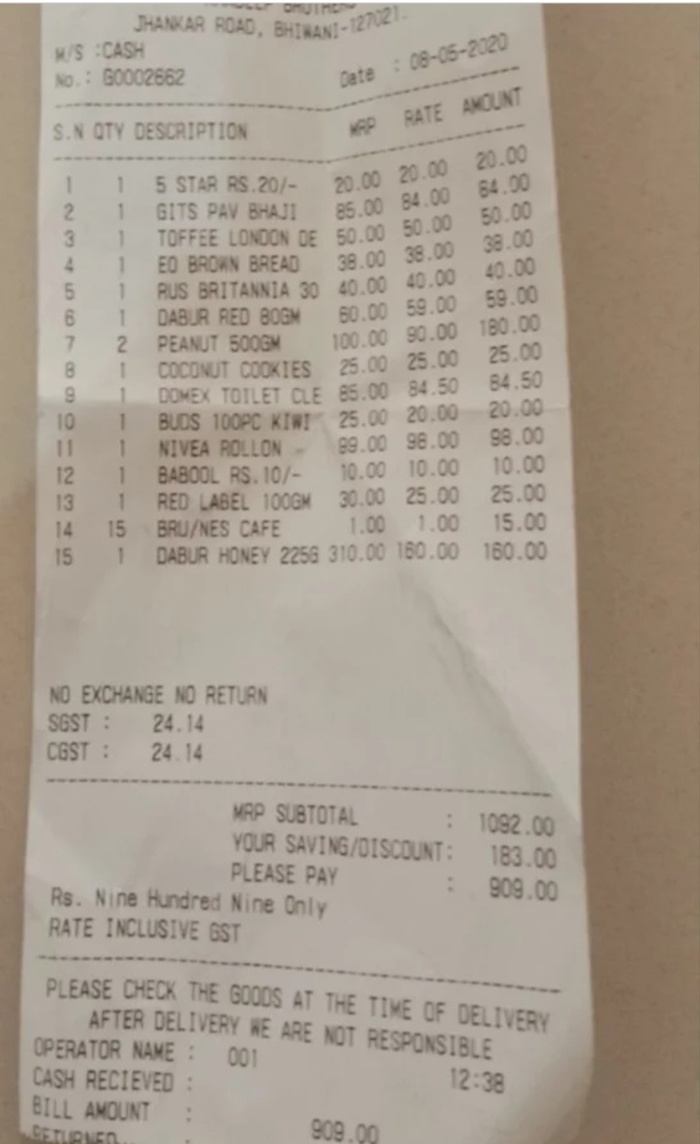 JHANKAR ROAD, BHIWANI-127021.
M/S :CASH
No.: G0002662 Date : 08-05-2020
S.N QTY DESCRIPTION MRP RATE AMOUNT
1 1 5 STAR RS.20/- 20.00 20.00 20.00
2 1 GITS PAV BHAJI 85.00 84.00 84.00
3 1 TOFFEE LONDON DE 50.00 50.00 50.00
4 1 EO BROWN BREAD 38.00 38.00 38.00
5 1 RUS BRITANNIA 30 40.00 40.00 40.00
6 1 DABUR RED 80GM 60.00 59.00 59.00
7 2 PEANUT 500GM 100.00 90.00 180.00
8 1 COCONUT COOKIES 25.00 25.00 25.00
9 1 DOMEX TOILET CLE 85.00 84.50 84.50
10 1 BUDS 100PC KIWI 25.00 20.00 20.00
11 1 NIVEA ROLLON - 99.00 98.00 98.00
12 1 BABOOL RS.10/- 10.00 10.00 10.00
13 1 RED LABEL 100GM 30.00 25.00 25.00
14 15 BRU/NES CAFE 1.00 1.00 15.00
15 1 DABUR HONEY 225G 310.00 160.00 160.00
NO EXCHANGE NO RETURN
SGST : 24.14
CGST : 24.14
MRP SUBTOTAL : 1092.00
YOUR SAVING/DISCOUNT: 183.00
PLEASE PAY : 909.00
Rs. Nine Hundred Nine Only
RATE INCLUSIVE GST
PLEASE CHECK THE GOODS AT THE TIME OF DELIVERY
AFTER DELIVERY WE ARE NOT RESPONSIBLE
OPERATOR NAME : 001 12:38
CASH RECIEVED :
BILL AMOUNT : 909.00
RETURNED :